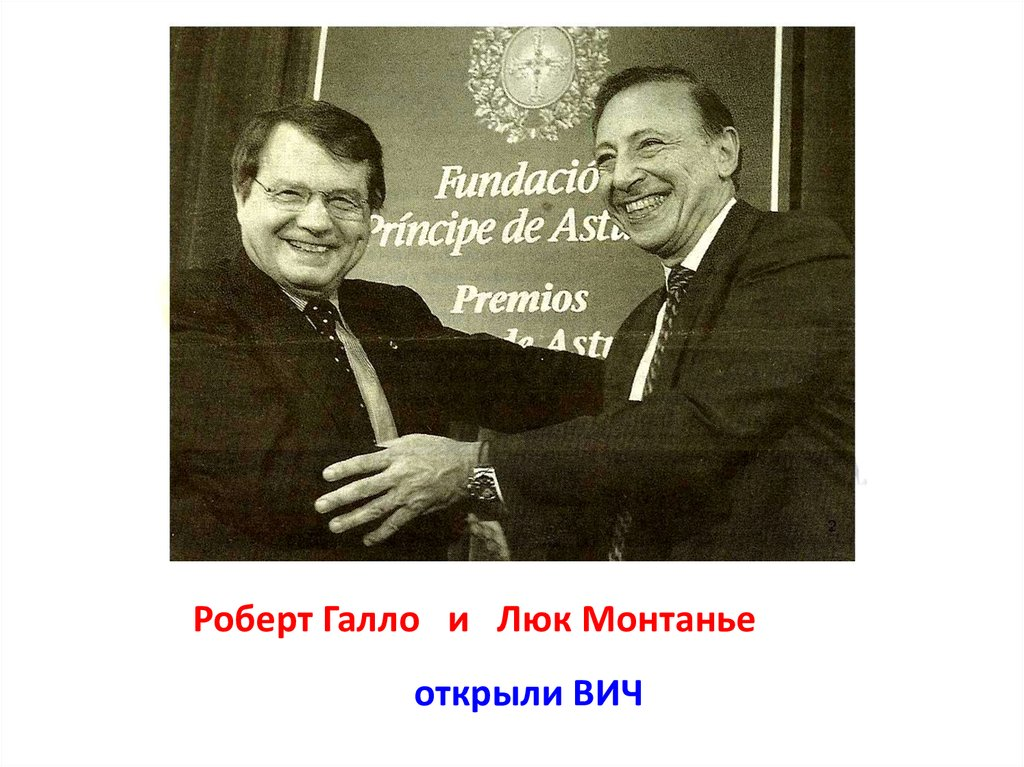 Fundació
Príncipe de Astu
Premios
de Astu
2
Роберт Галло и Люк Монтанье
открыли ВИЧ